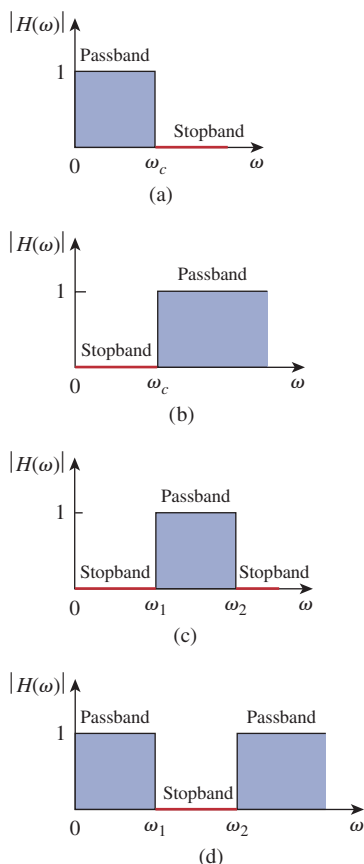 |H(ω)|
Passband
1
Stopband
0
ω_c
ω
(a)
|H(ω)|
Passband
1
Stopband
0
ω_c
ω
(b)
|H(ω)|
Passband
1
Stopband
Stopband
0
ω_1
ω_2
ω
(c)
|H(ω)|
Passband
Passband
1
Stopband
0
ω_1
ω_2
ω
(d)